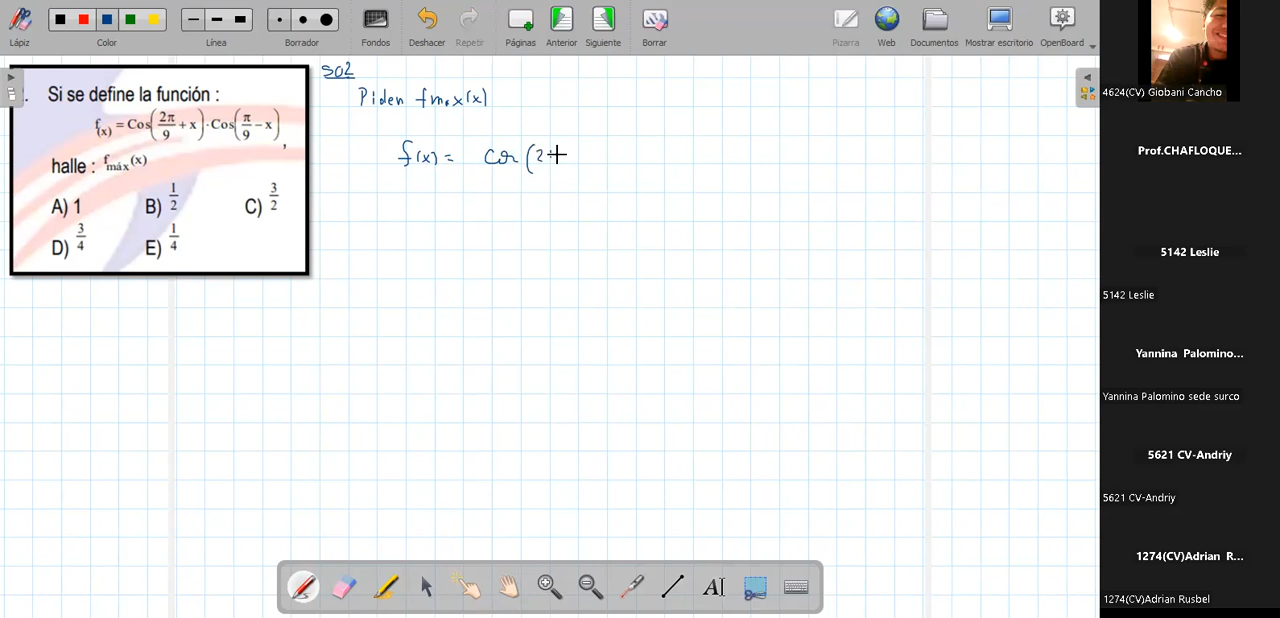 Lápiz Color Línea Borrador Fondos Deshacer Repetir Páginas Anterior Siguiente Borrar Pizarra Web Documentos Mostrar escritorio OpenBoard
Si se define la función :
f(x) = Cos(2π/9 + x) · Cos(π/9 − x) ,
halle : fmáx(x)
A) 1 B) 1/2 C) 3/2
D) 3/4 E) 1/4
SO2
Piden fmax(x)
f(x) = cos (2
4624(CV) Giobani Cancho
Prof.CHAFLOQUE...
5142 Leslie
5142 Leslie
Yannina Palomino...
Yannina Palomino sede surco
5621 CV-Andriy
5621 CV-Andriy
1274(CV)Adrian R...
1274(CV)Adrian Rusbel
AI